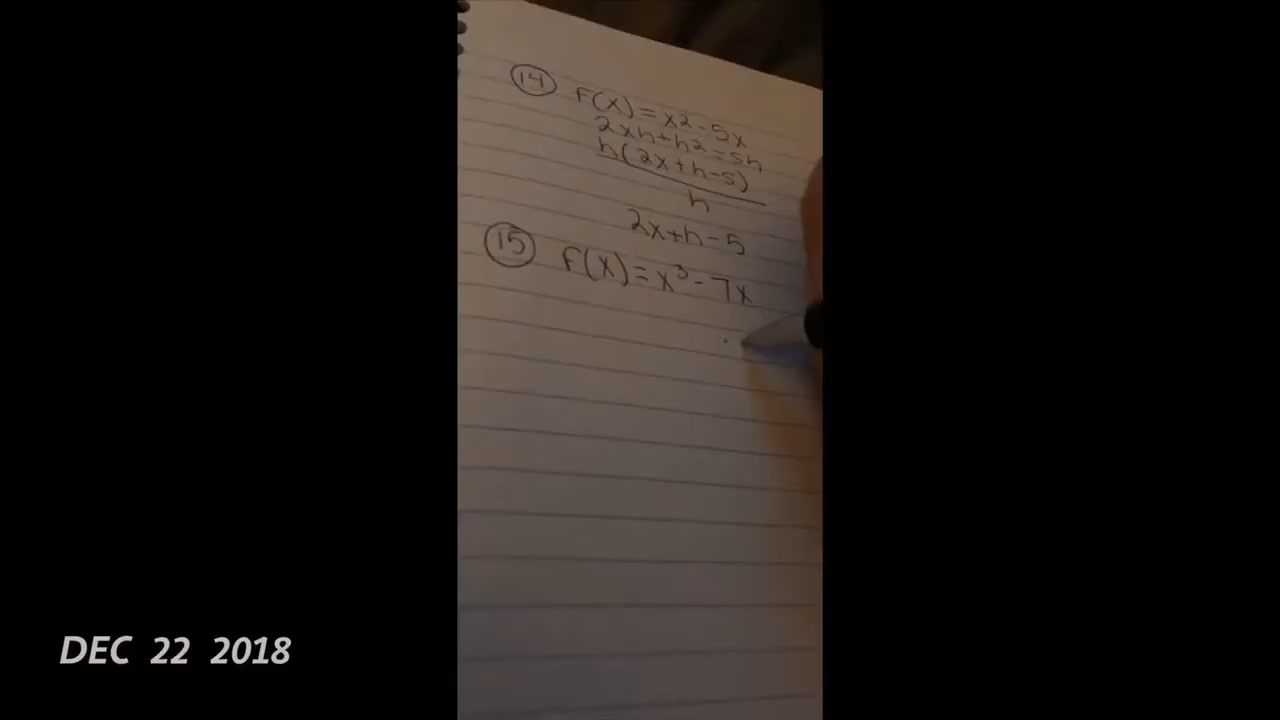 14 f(x) = x2 - 5x
2xh + h2 = 5h
h(2x + h - 5)
h
2x + h - 5
15 f(x) = x³ - 7x
DEC 22 2018